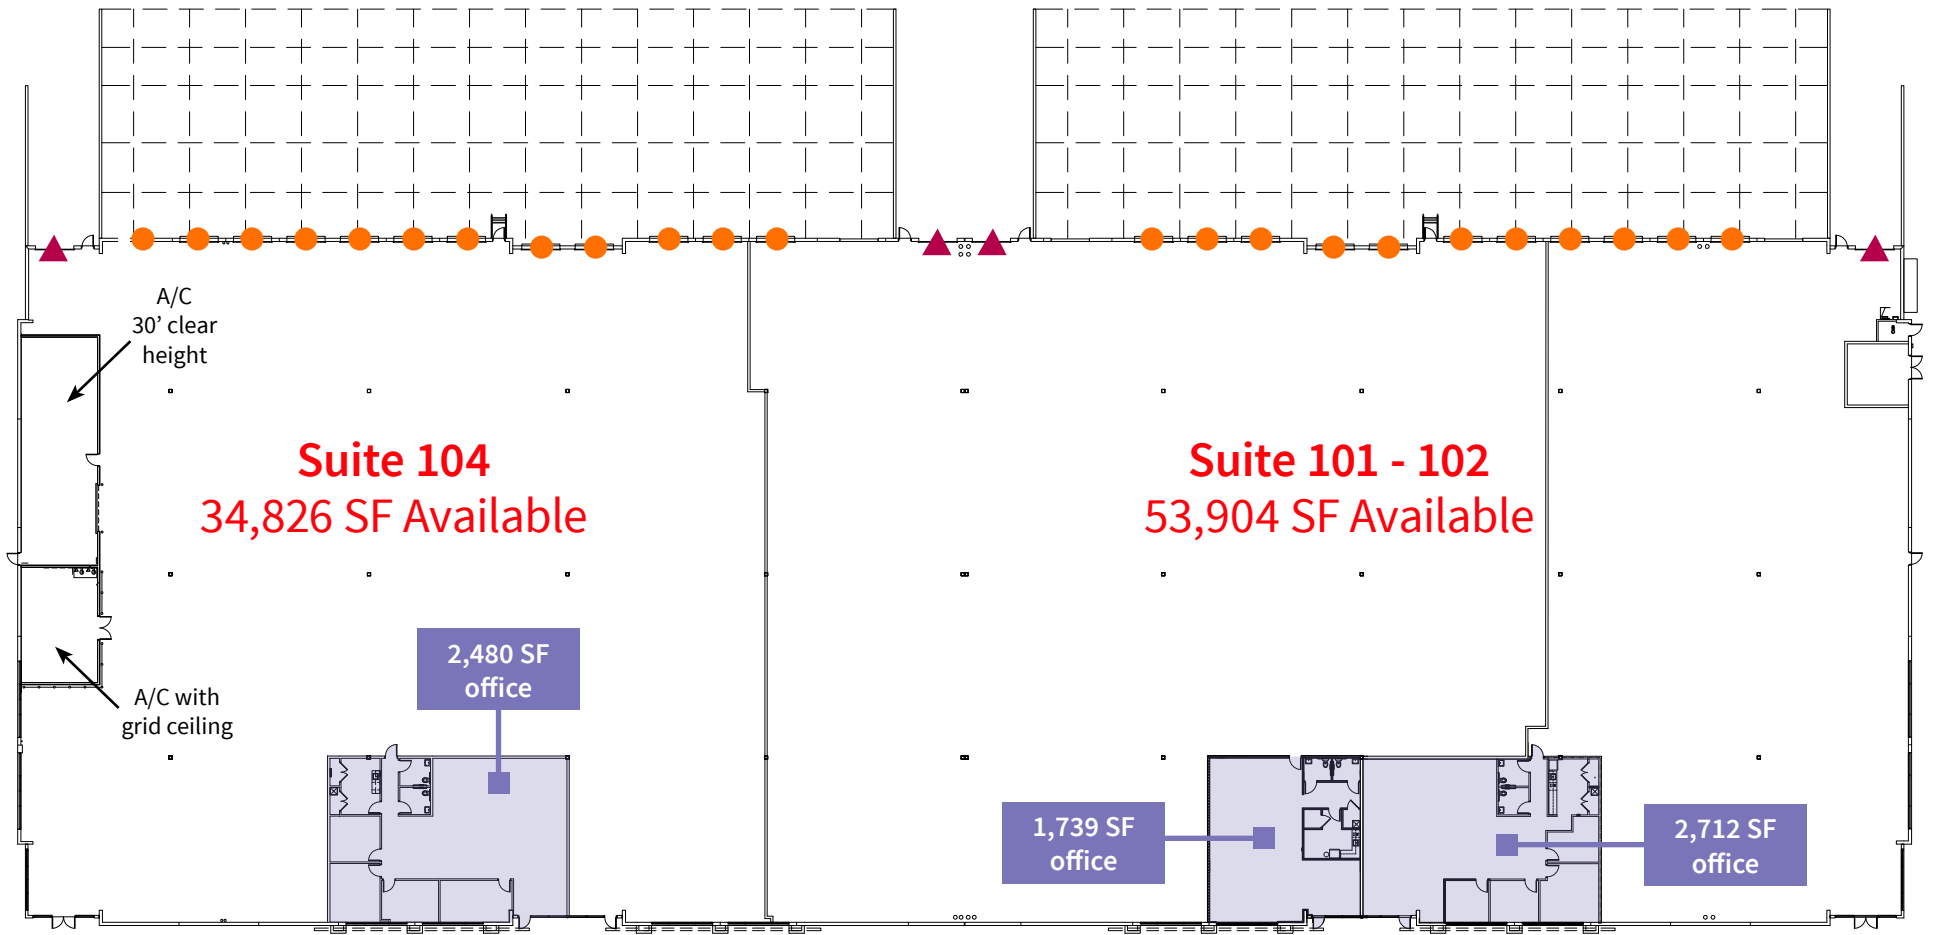 A/C
30’ clear
height
Suite 104
34,826 SF Available
Suite 101 - 102
53,904 SF Available
2,480 SF
office
A/C with
grid ceiling
1,739 SF
office
2,712 SF
office